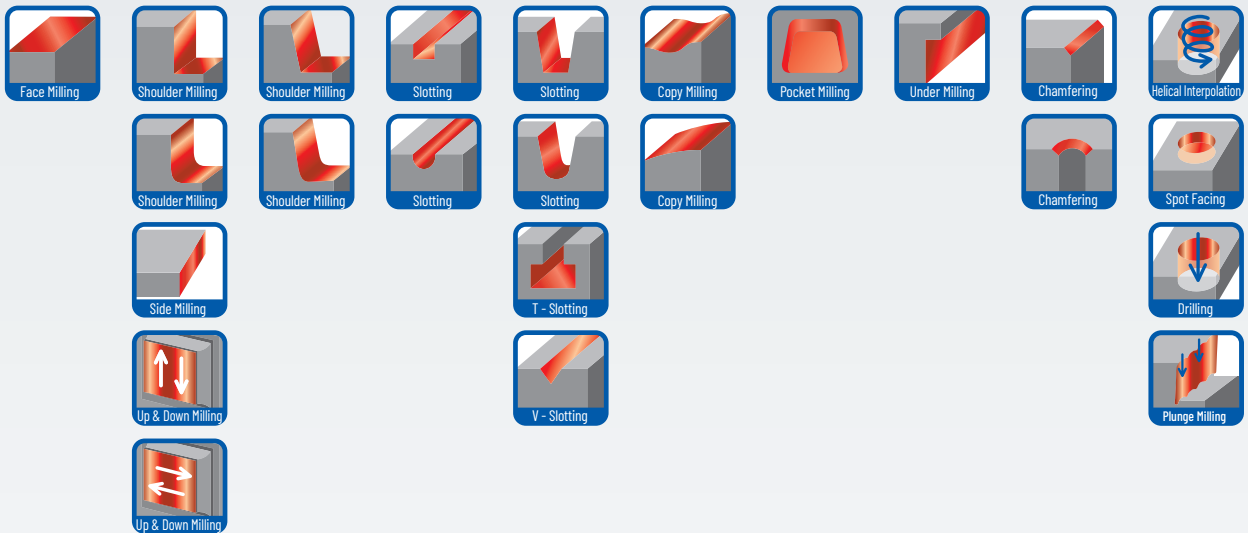 Face Milling
Shoulder Milling
Shoulder Milling
Slotting
Slotting
Copy Milling
Pocket Milling
Under Milling
Chamfering
Helical Interpolation
Shoulder Milling
Shoulder Milling
Slotting
Slotting
Copy Milling
Chamfering
Spot Facing
Side Milling
T - Slotting
Drilling
Up & Down Milling
V - Slotting
Plunge Milling
Up & Down Milling